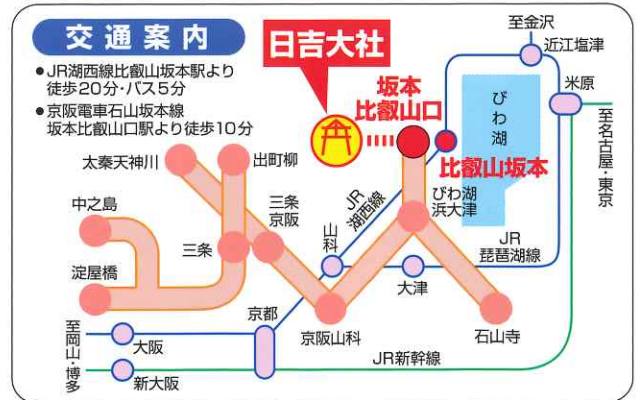 交通案内
●JR湖西線比叡山坂本駅より
徒歩20分・バス5分
●京阪電車石山坂本線
坂本比叡山口駅より徒歩10分
日吉大社
至金沢
近江塩津
坂本
比叡山口
びわ湖
米原
至名古屋・東京
比叡山坂本
太秦天神川
出町柳
JR
湖西線
びわ湖
浜大津
中之島
三条
京阪
三条
山科
JR
琵琶湖線
淀屋橋
大津
京都
京阪山科
石山寺
至岡山・博多
大阪
JR新幹線
新大阪